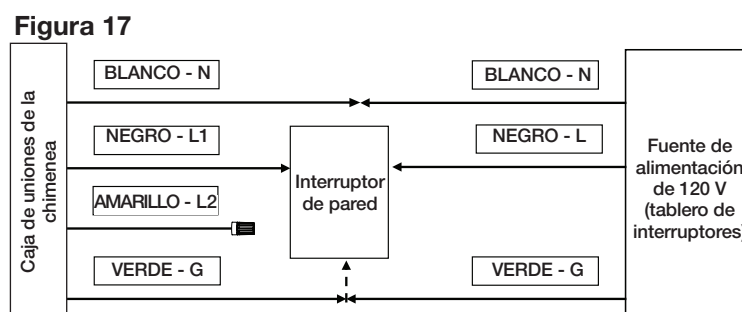 Figura 17
Caja de uniones de la
chimenea
BLANCO - N
NEGRO - L1
AMARILLO - L2
VERDE - G
Interruptor
de pared
BLANCO - N
NEGRO - L
VERDE - G
Fuente de
alimentación
de 120 V
(tablero de
interruptores)